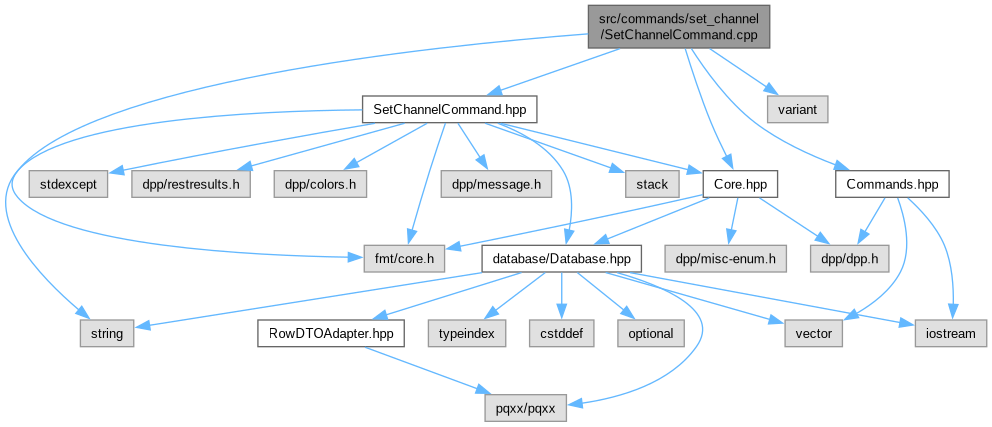 src/commands/set_channel
/SetChannelCommand.cpp
SetChannelCommand.hpp
variant
stdexcept
dpp/restresults.h
dpp/colors.h
dpp/message.h
stack
Core.hpp
Commands.hpp
fmt/core.h
database/Database.hpp
dpp/misc-enum.h
dpp/dpp.h
string
RowDTOAdapter.hpp
typeindex
cstddef
optional
vector
iostream
pqxx/pqxx